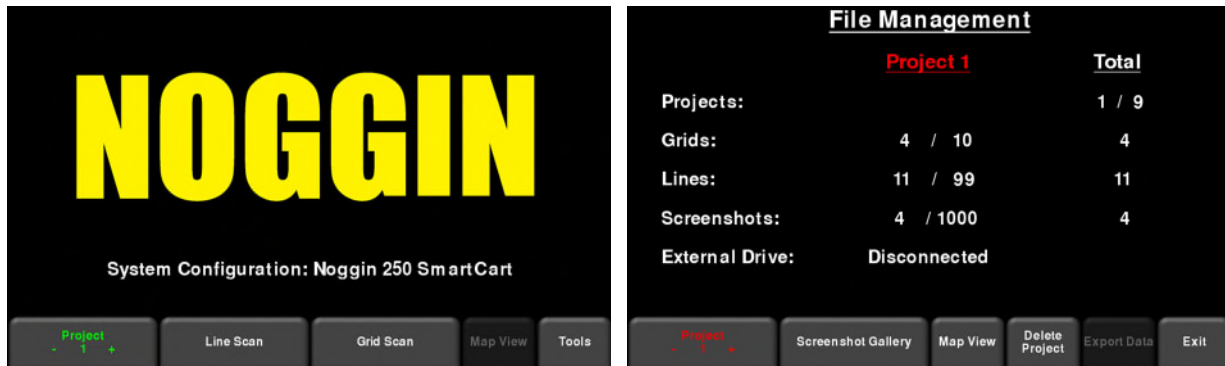 NOGGIN
System Configuration: Noggin 250 SmartCart
Project
- 1 +
Line Scan
Grid Scan
Map View
Tools
File Management
Project 1 Total
Projects: 1 / 9
Grids: 4 / 10 4
Lines: 11 / 99 11
Screenshots: 4 / 1000 4
External Drive: Disconnected
Project
- 1 +
Screenshot Gallery
Map View
Delete
Project
Export Data
Exit